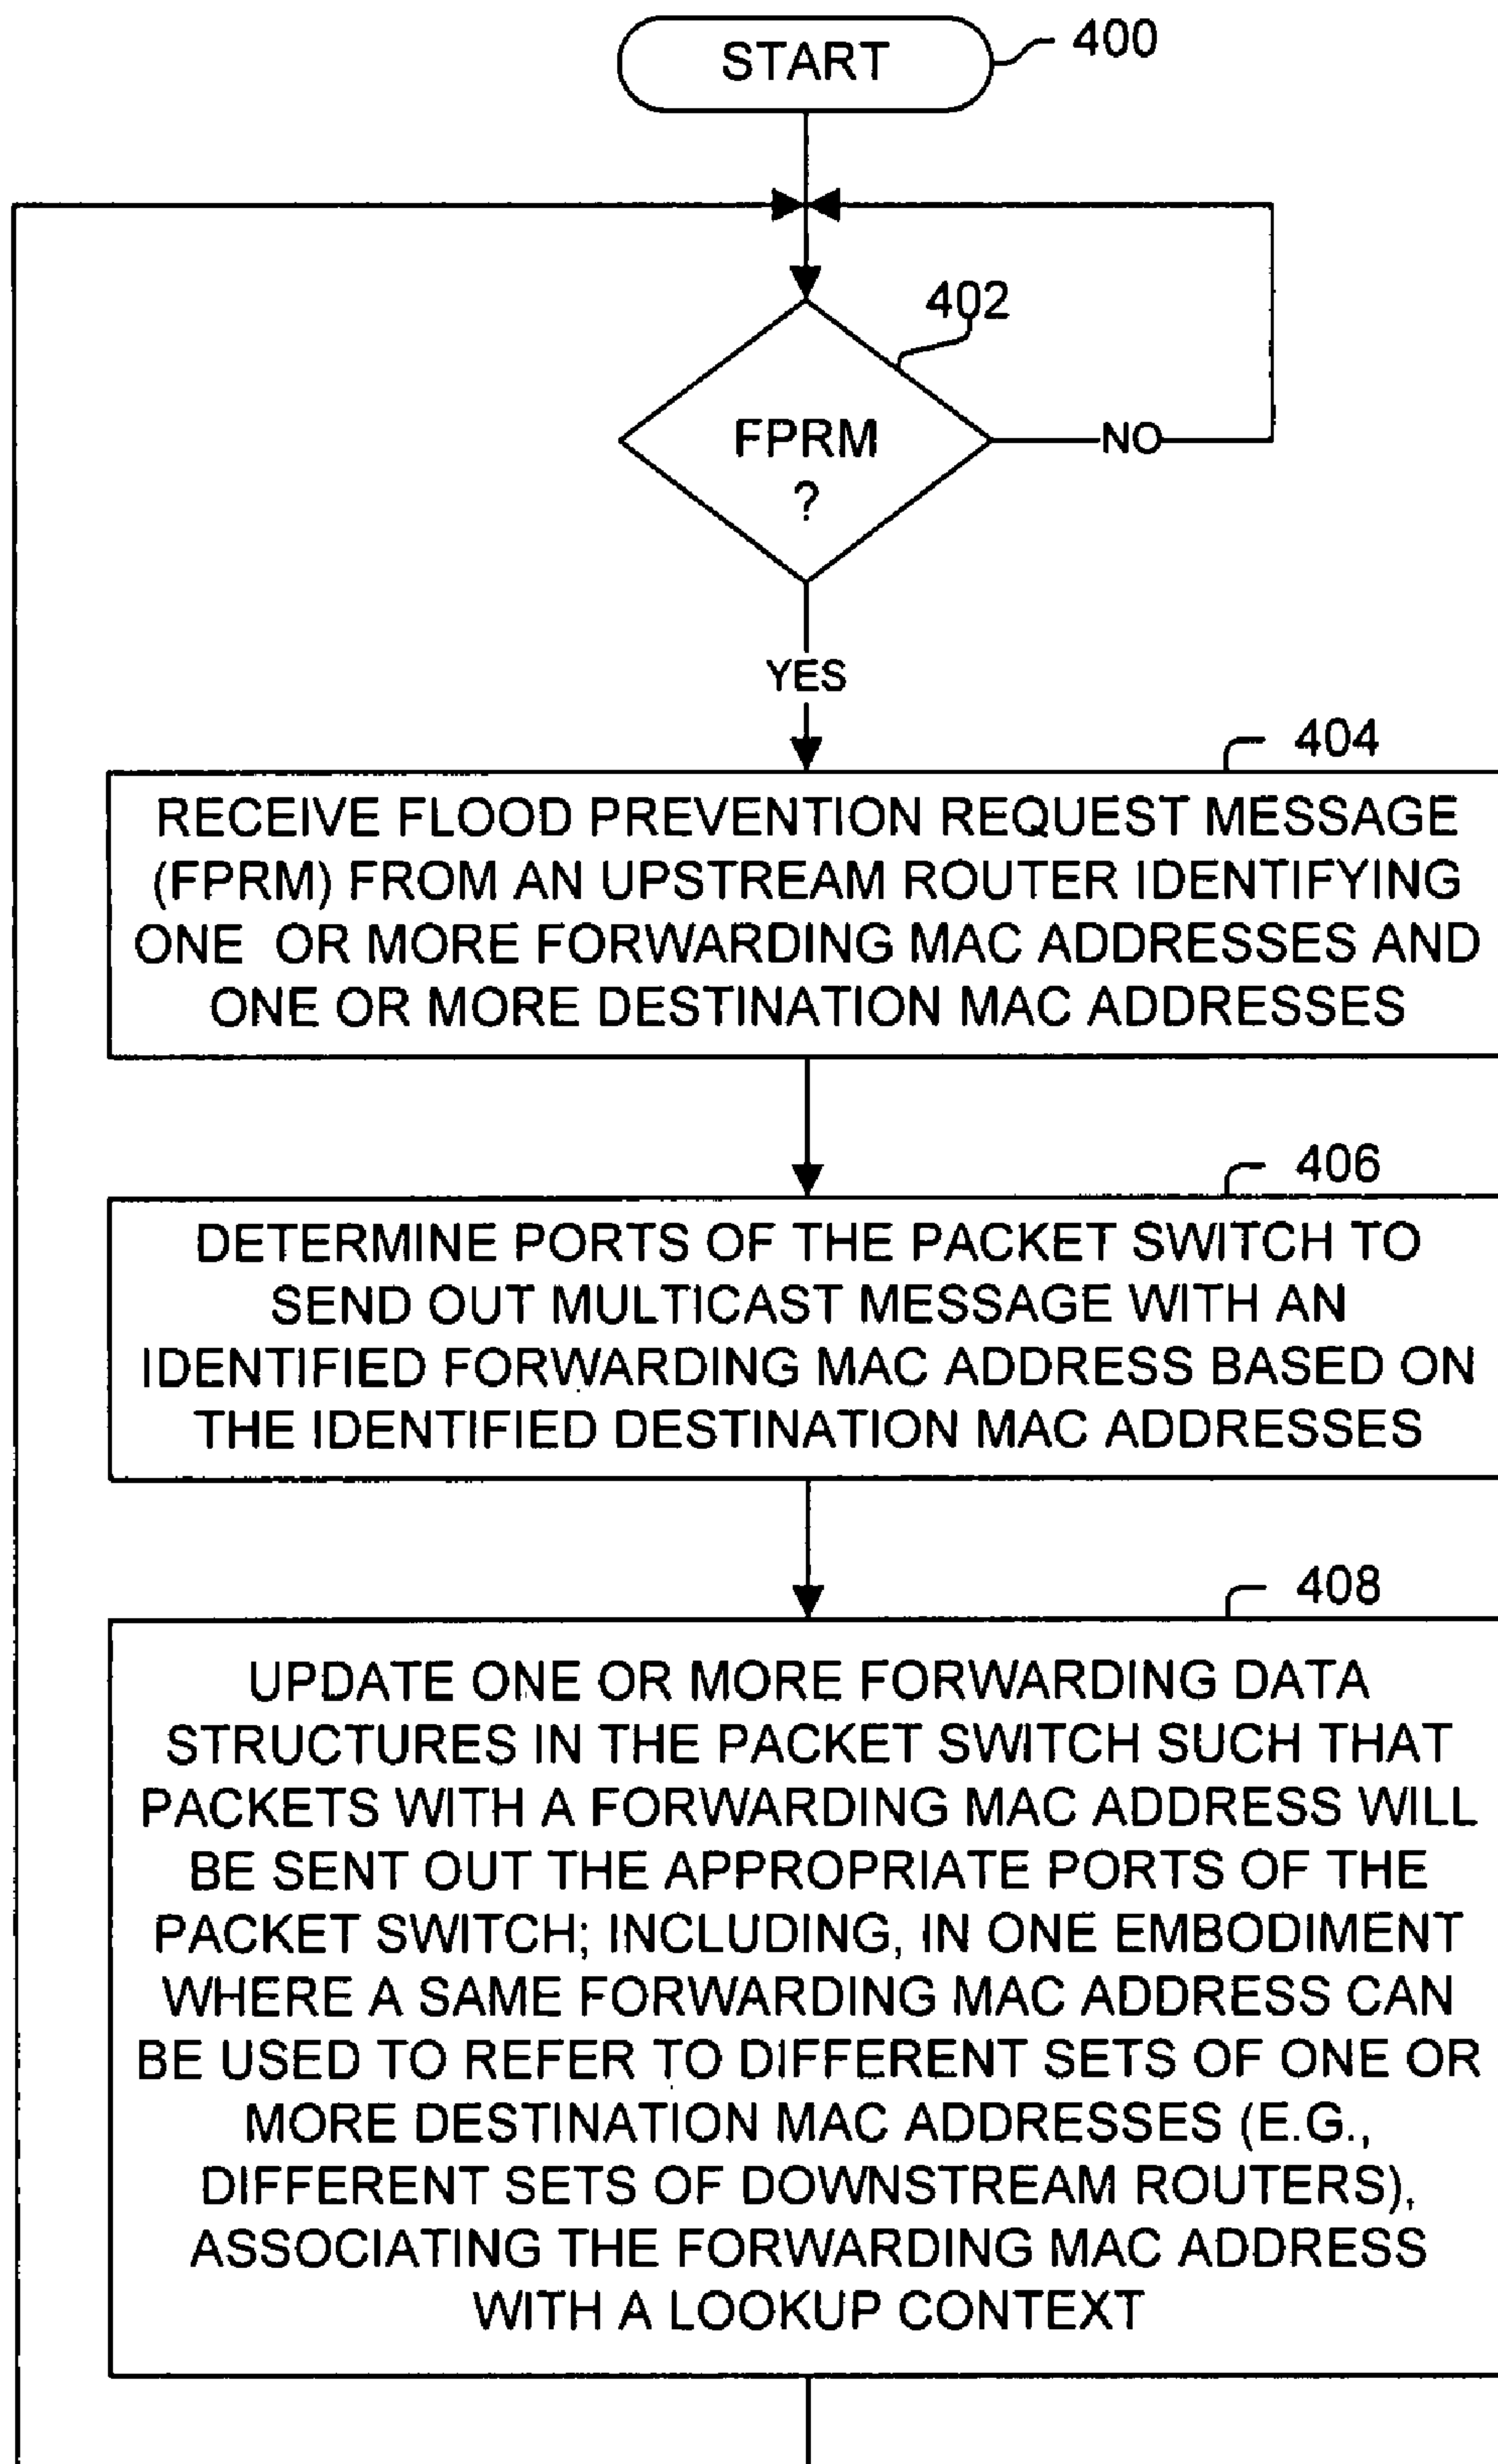 START
400
402
FPRM
?
NO
YES
404
RECEIVE FLOOD PREVENTION REQUEST MESSAGE
(FPRM) FROM AN UPSTREAM ROUTER IDENTIFYING
ONE OR MORE FORWARDING MAC ADDRESSES AND
ONE OR MORE DESTINATION MAC ADDRESSES
406
DETERMINE PORTS OF THE PACKET SWITCH TO
SEND OUT MULTICAST MESSAGE WITH AN
IDENTIFIED FORWARDING MAC ADDRESS BASED ON
THE IDENTIFIED DESTINATION MAC ADDRESSES
408
UPDATE ONE OR MORE FORWARDING DATA
STRUCTURES IN THE PACKET SWITCH SUCH THAT
PACKETS WITH A FORWARDING MAC ADDRESS WILL
BE SENT OUT THE APPROPRIATE PORTS OF THE
PACKET SWITCH; INCLUDING, IN ONE EMBODIMENT
WHERE A SAME FORWARDING MAC ADDRESS CAN
BE USED TO REFER TO DIFFERENT SETS OF ONE OR
MORE DESTINATION MAC ADDRESSES (E.G.,
DIFFERENT SETS OF DOWNSTREAM ROUTERS),
ASSOCIATING THE FORWARDING MAC ADDRESS
WITH A LOOKUP CONTEXT